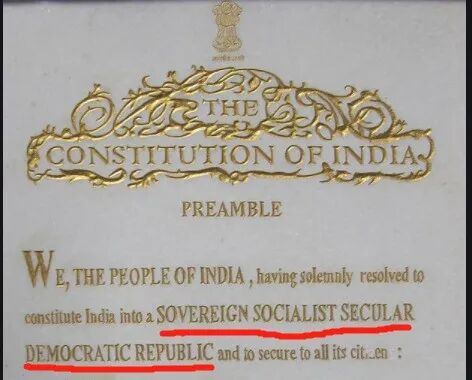 THE
CONSTITUTION OF INDIA
PREAMBLE
WE, THE PEOPLE OF INDIA, having solemnly resolved to
constitute India into a SOVEREIGN SOCIALIST SECULAR
DEMOCRATIC REPUBLIC and to secure to all its :